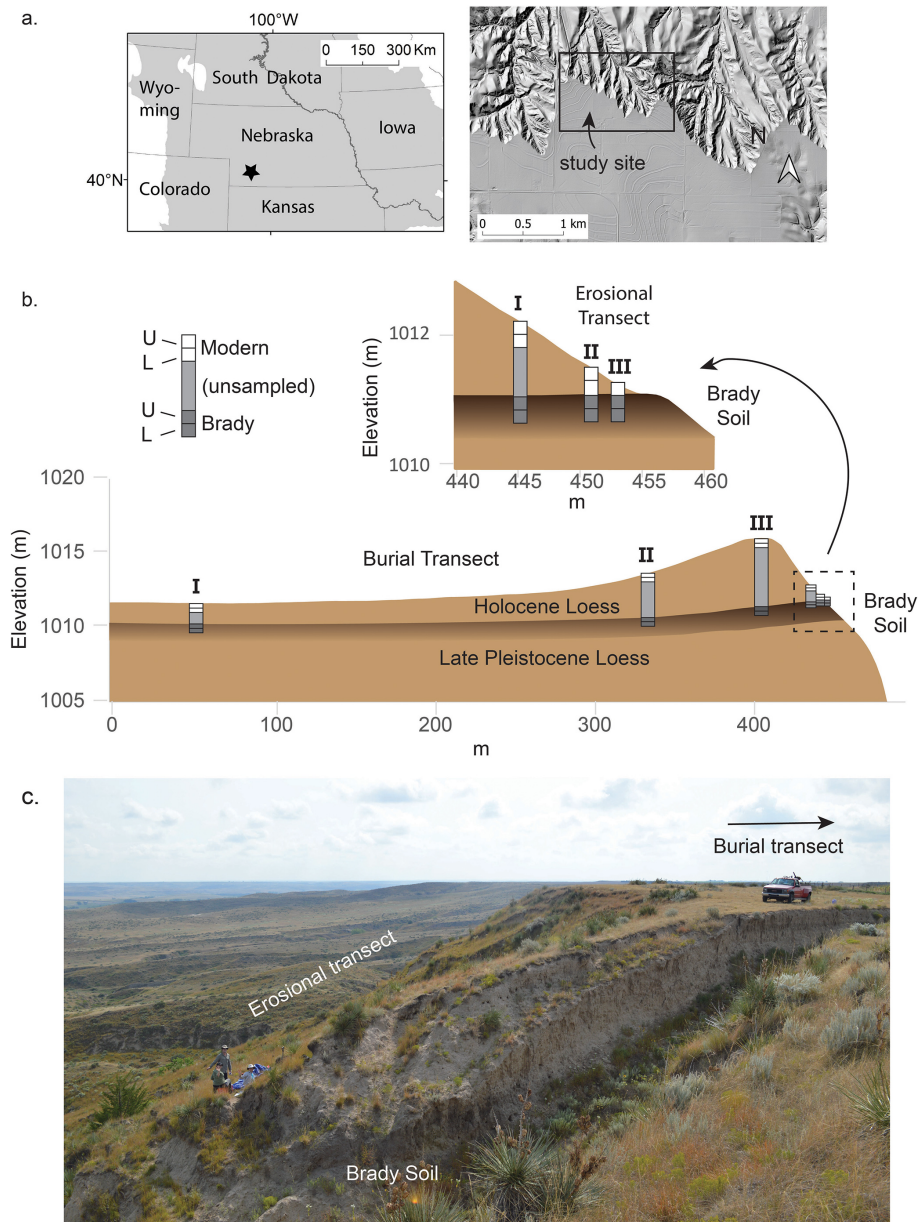 a.
100°W
0 150 300 Km
South Dakota
Wyo-
ming
Nebraska
Iowa
40°N
Colorado
Kansas
N
study site
0 0.5 1 km
b.
U
L
Modern
(unsampled)
U
L
Brady
I
Erosional
Transect
II
III
Elevation (m)
1012
1010
Brady
Soil
440 445 450 455 460
m
Elevation (m)
1020
1015
1010
1005
Burial Transect
I
II
III
Holocene Loess
Late Pleistocene Loess
Brady
Soil
0 100 200 300 400
m
c.
Burial transect
Erosional transect
Brady Soil